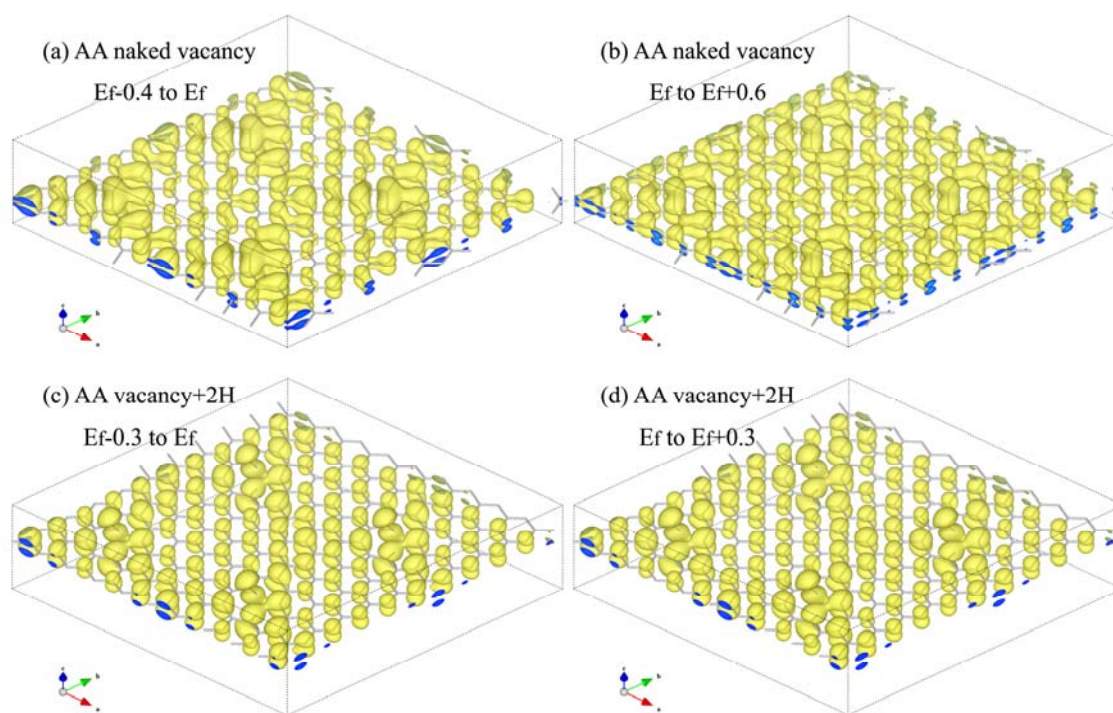 (a) AA naked vacancy
Ef-0.4 to Ef
(b) AA naked vacancy
Ef to Ef+0.6
c
b
a
c
b
a
(c) AA vacancy+2H
Ef-0.3 to Ef
(d) AA vacancy+2H
Ef to Ef+0.3
c
b
a
c
b
a